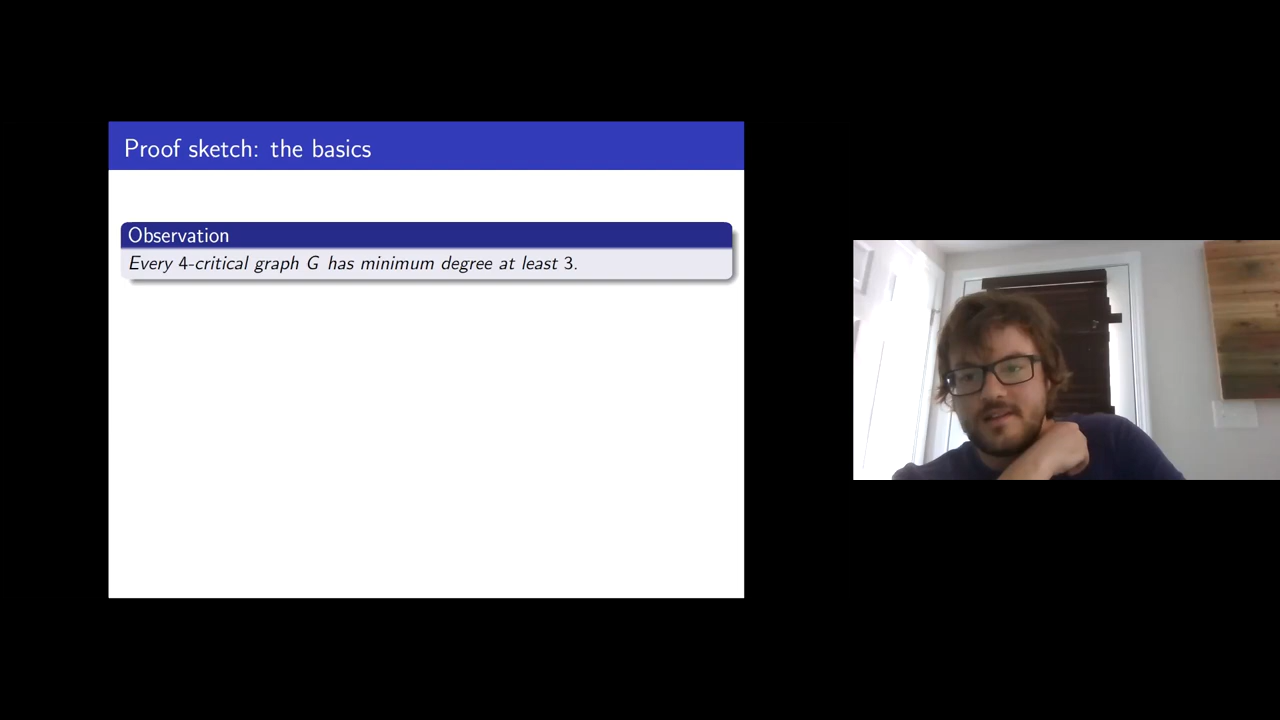 Proof sketch: the basics
Observation
Every 4-critical graph G has minimum degree at least 3.